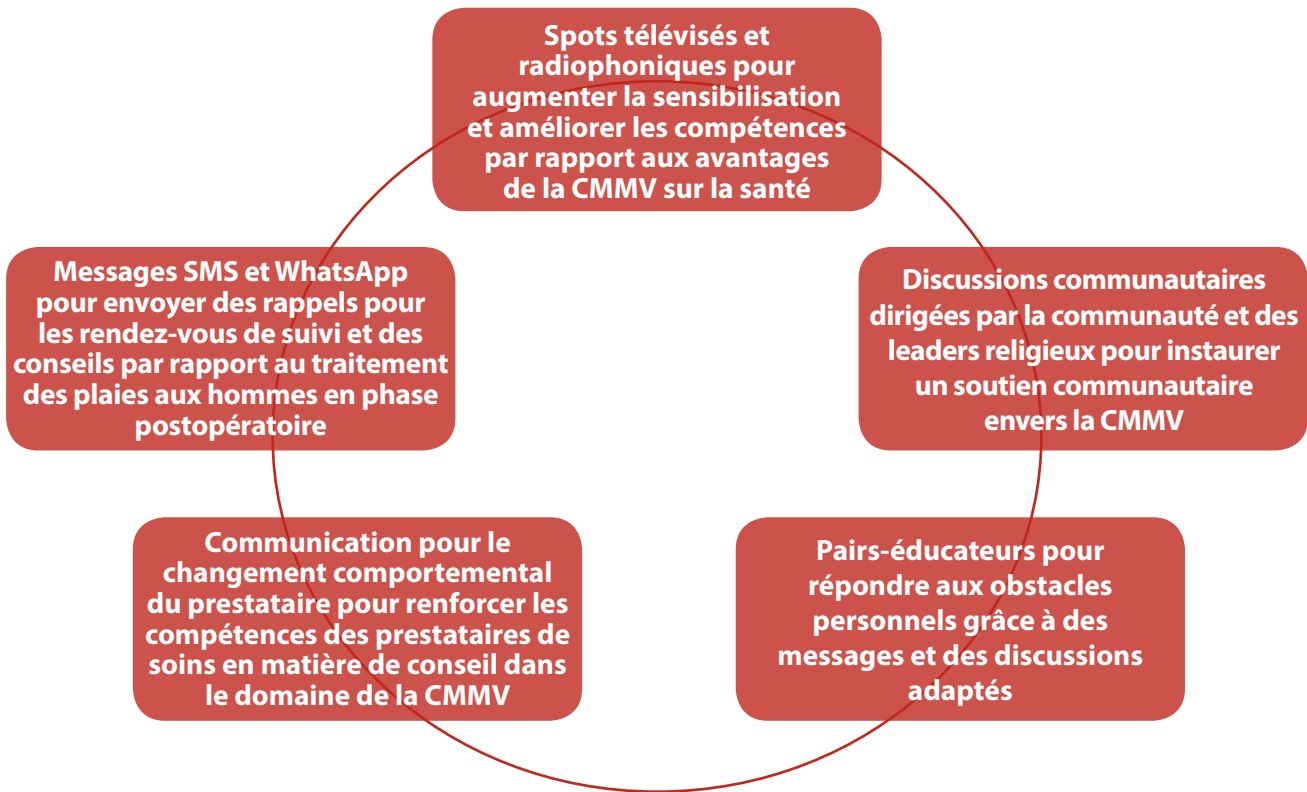 Spots télévisés et
radiophoniques pour
augmenter la sensibilisation
et améliorer les compétences
par rapport aux avantages
de la CMMV sur la santé
Messages SMS et WhatsApp
pour envoyer des rappels pour
les rendez-vous de suivi et des
conseils par rapport au traitement
des plaies aux hommes en phase
postopératoire
Discussions communautaires
dirigées par la communauté et des
leaders religieux pour instaurer
un soutien communautaire
envers la CMMV
Communication pour le
changement comportemental
du prestataire pour renforcer les
compétences des prestataires de
soins en matière de conseil dans
le domaine de la CMMV
Pairs-éducateurs pour
répondre aux obstacles
personnels grâce à des
messages et des discussions
adaptés